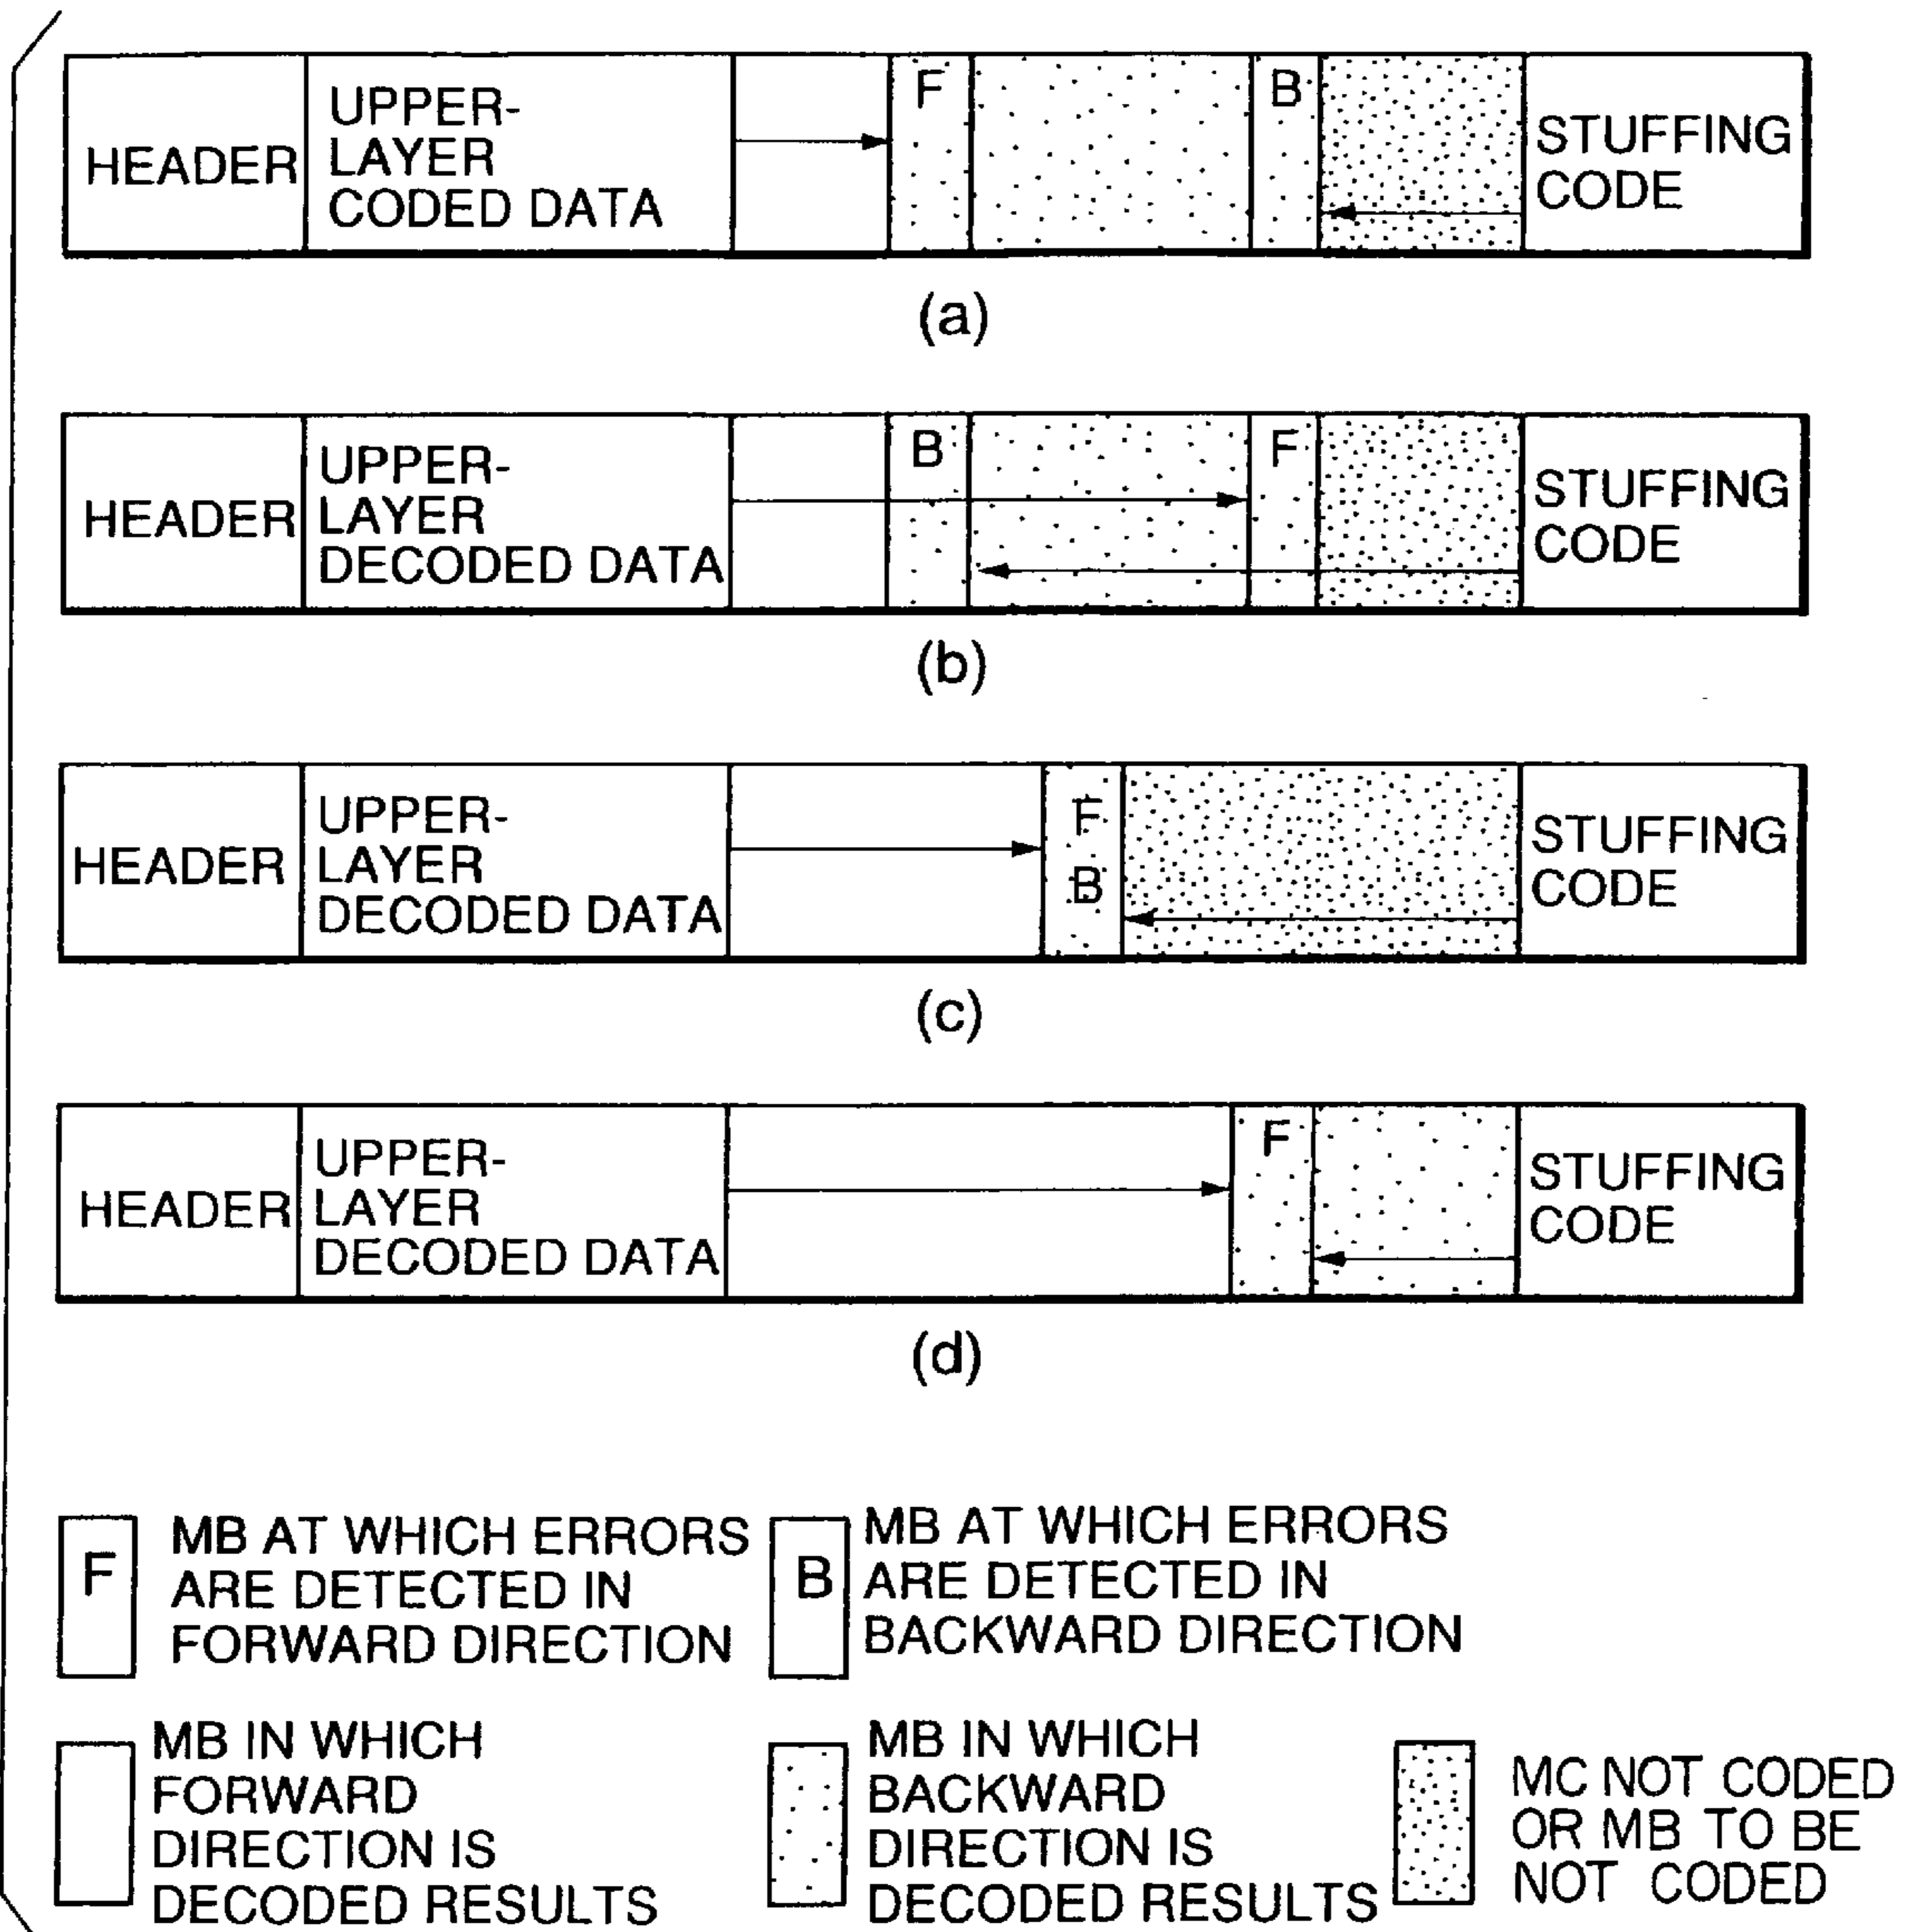 HEADER
UPPER-
LAYER
CODED DATA
F
B
STUFFING
CODE
(a)
HEADER
UPPER-
LAYER
DECODED DATA
B
F
STUFFING
CODE
(b)
HEADER
UPPER-
LAYER
DECODED DATA
F
B
STUFFING
CODE
(c)
HEADER
UPPER-
LAYER
DECODED DATA
F
STUFFING
CODE
(d)
F
MB AT WHICH ERRORS
ARE DETECTED IN
FORWARD DIRECTION
B
MB AT WHICH ERRORS
ARE DETECTED IN
BACKWARD DIRECTION
MB IN WHICH
FORWARD
DIRECTION IS
DECODED RESULTS
MB IN WHICH
BACKWARD
DIRECTION IS
DECODED RESULTS
MC NOT CODED
OR MB TO BE
NOT CODED